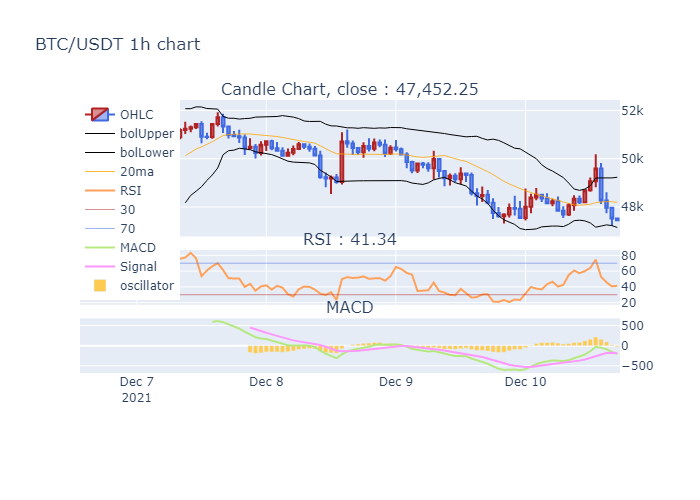 BTC/USDT 1h chart
Candle Chart, close : 47,452.25
OHLC
bolUpper
bolLower
20ma
RSI
30
70
MACD
Signal
oscillator
52k
50k
48k
RSI : 41.34
80
60
40
20
MACD
500
0
−500
Dec 7
2021
Dec 8
Dec 9
Dec 10